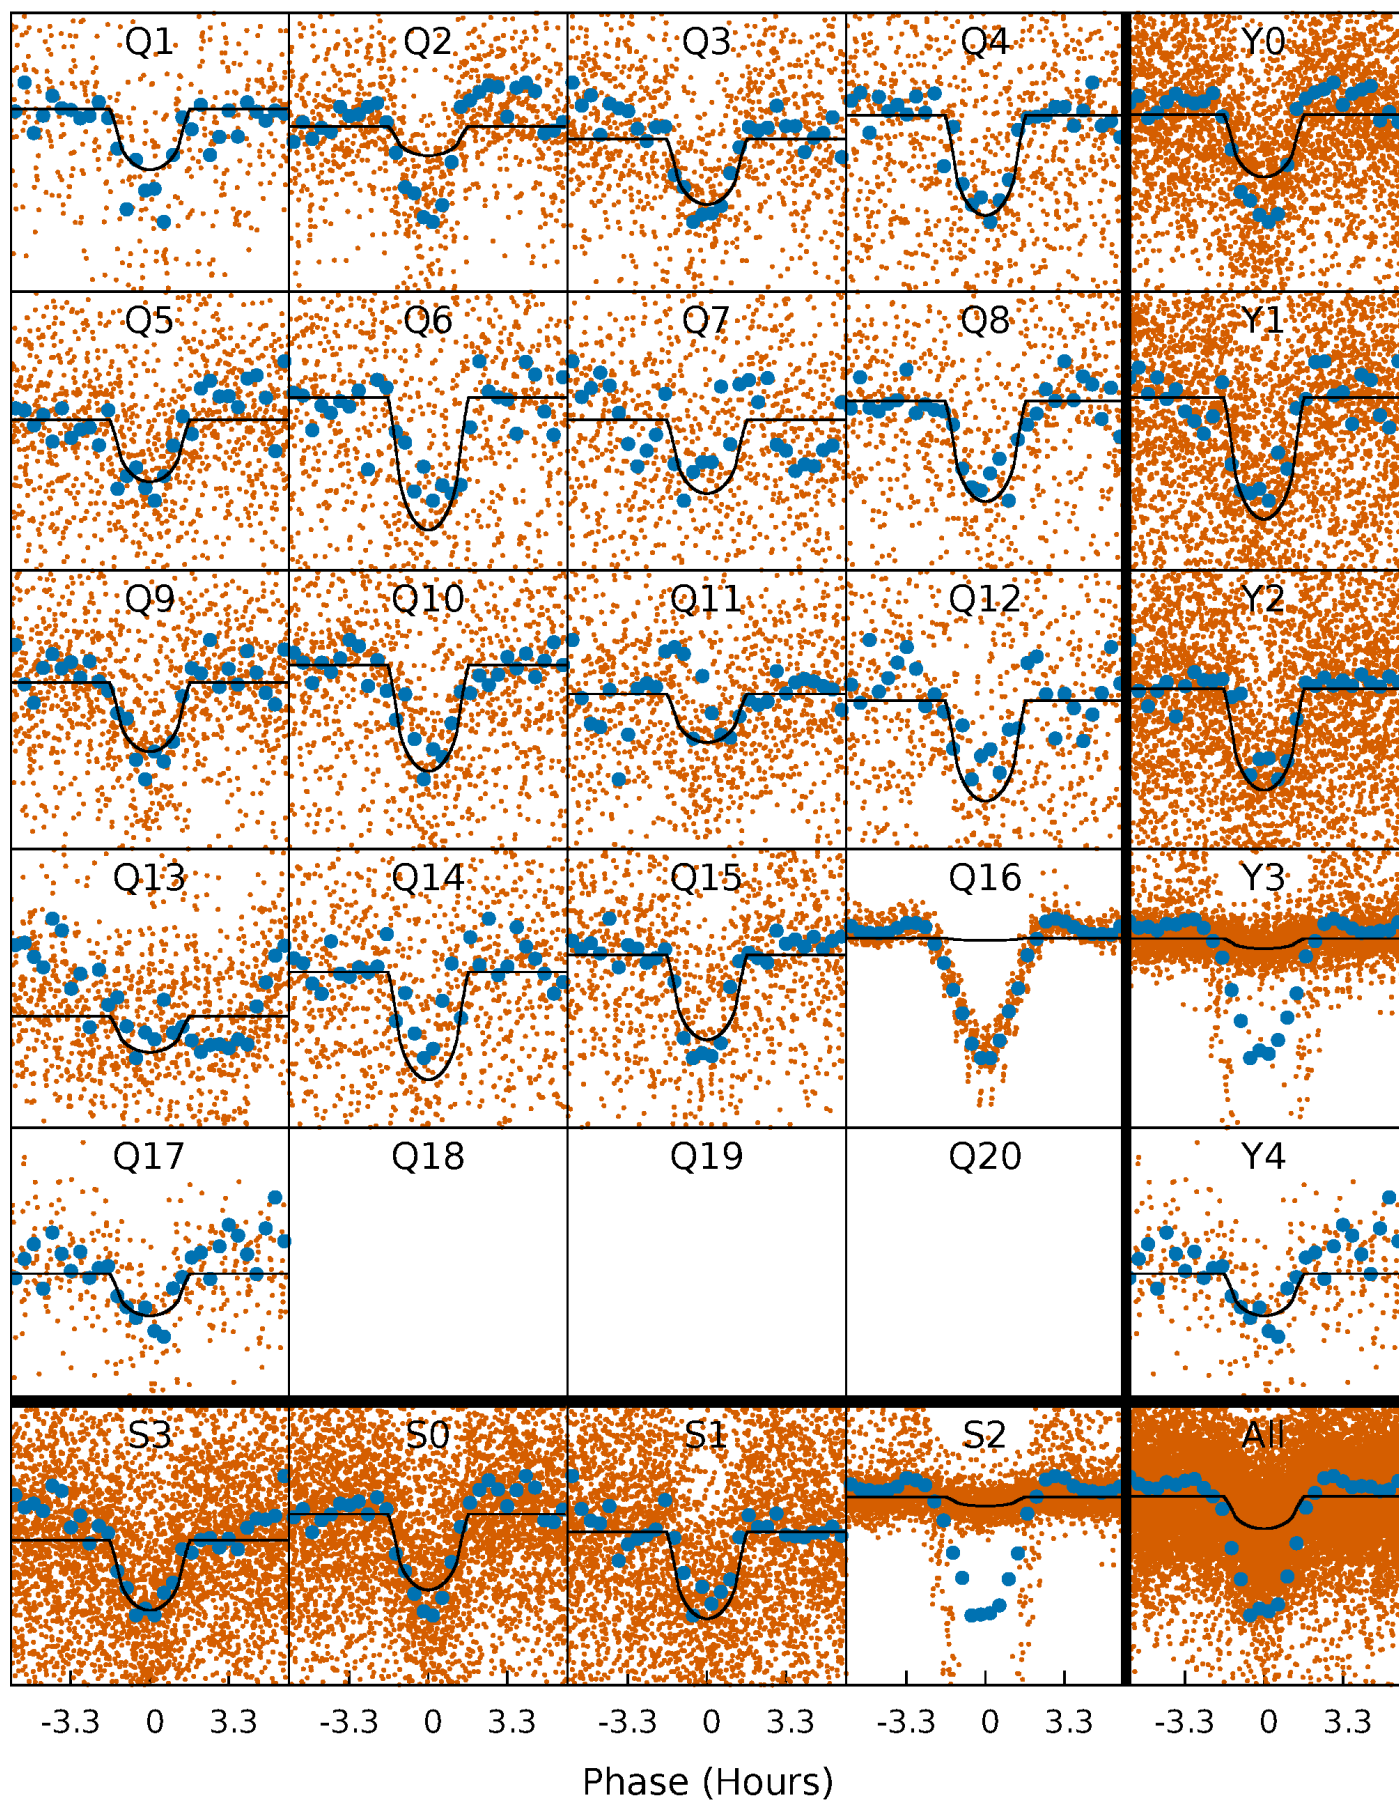 Q1 Q2 Q3 Q4 Y0
Q5 Q6 Q7 Q8 Y1
Q9 Q10 Q11 Q12 Y2
Q13 Q14 Q15 Q16 Y3
Q17 Q18 Q19 Q20 Y4
S3 S0 S1 S2 All
-3.3 0 3.3 -3.3 0 3.3 -3.3 0 3.3 -3.3 0 3.3 -3.3 0 3.3
Phase (Hours)